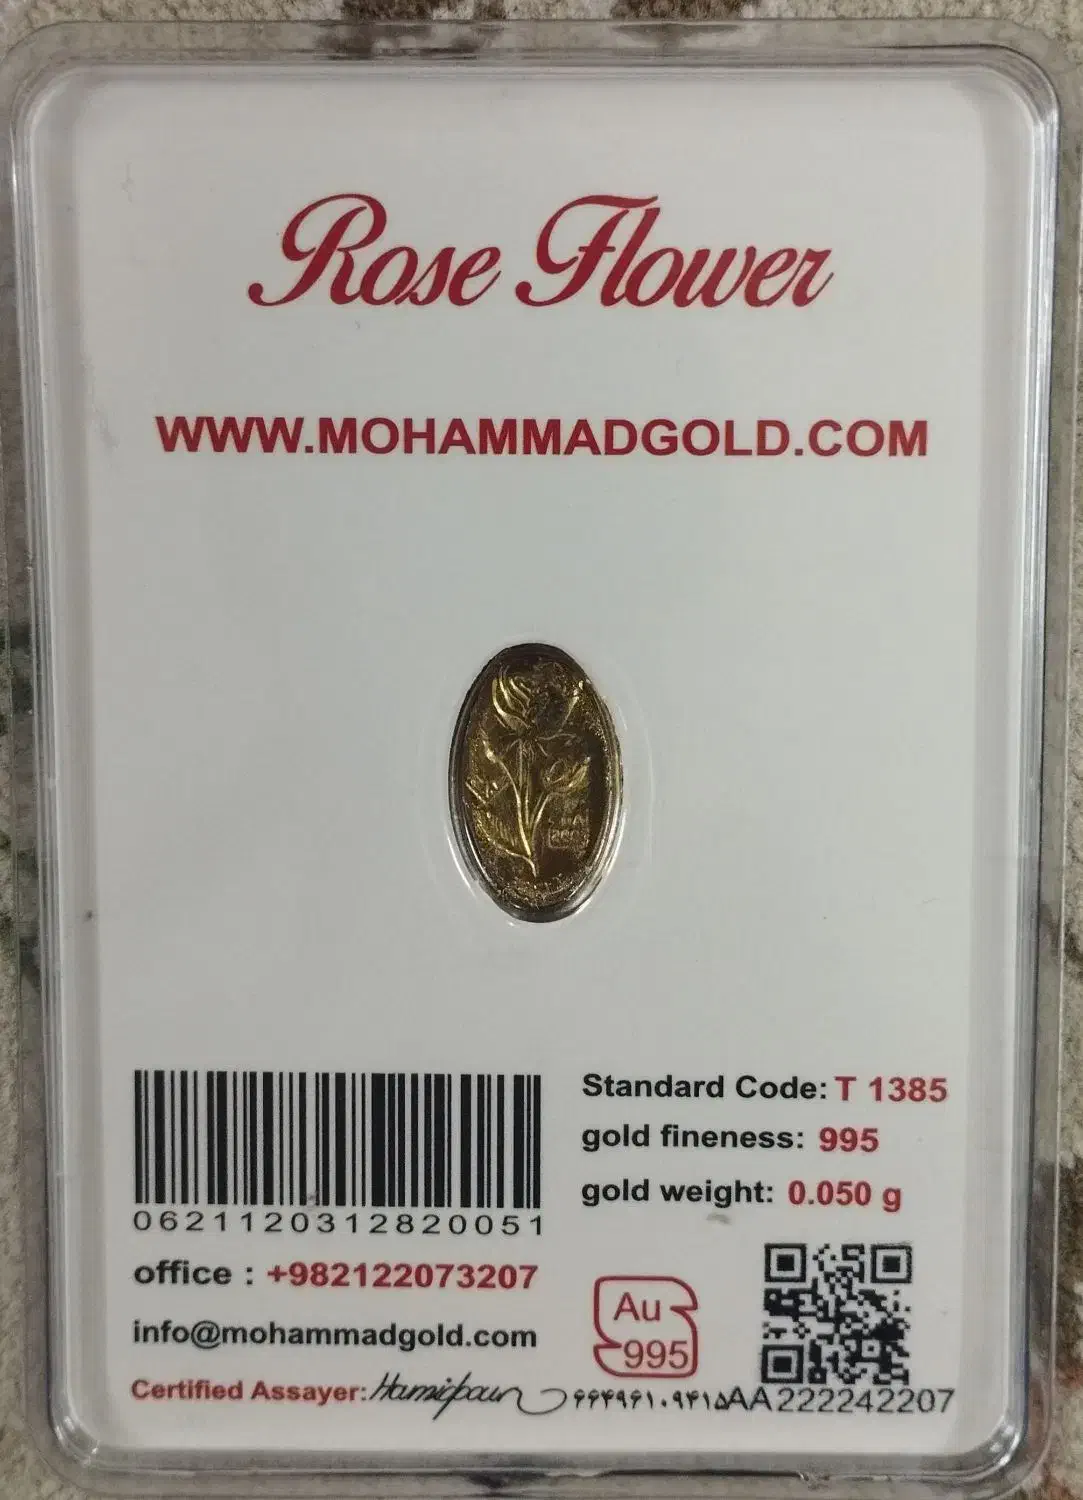 Rose Flower
WWW.MOHAMMADGOLD.COM
Standard Code: T 1385
gold fineness: 995
gold weight: 0.050 g
0621120312820051
office : +982122073207
info@mohammadgold.com
Au
995
Certified Assayer: Hamidpour
۶۶۴۹۶۱۰۹۴۱۵AA222242207